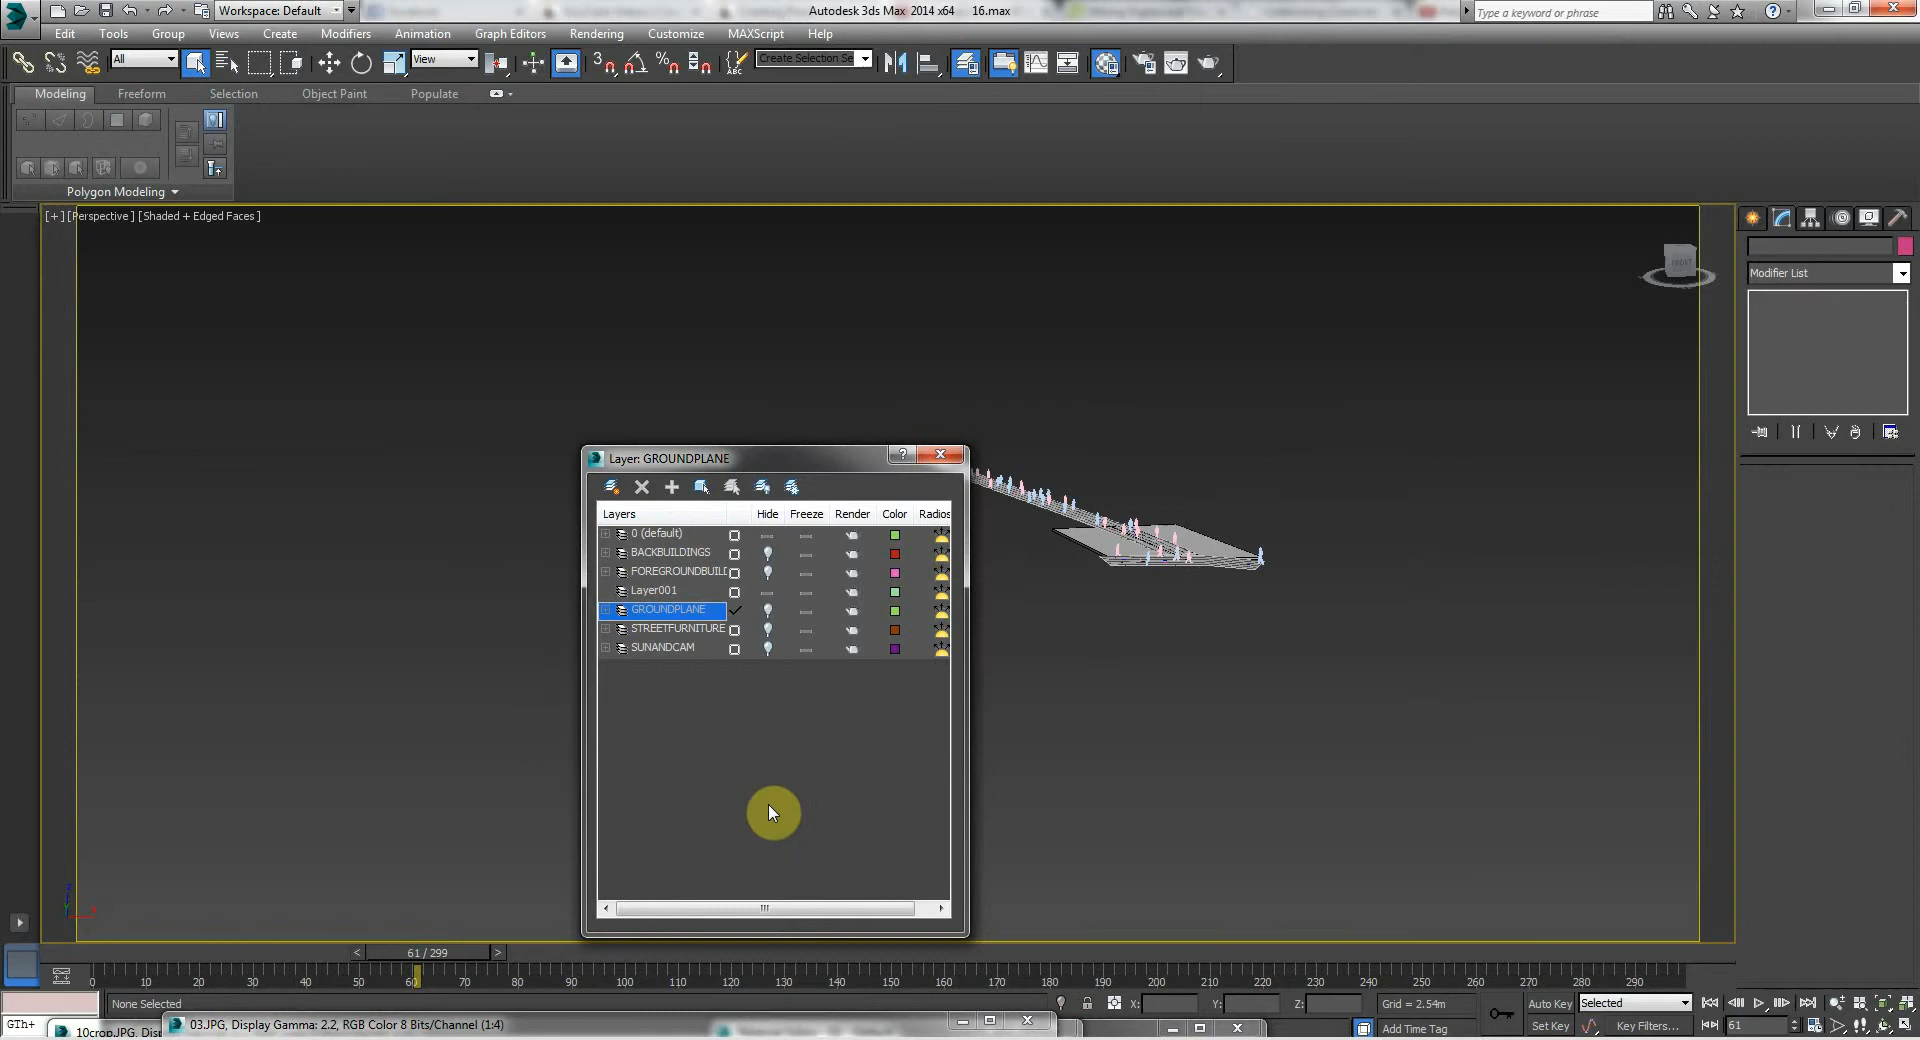 Workspace: Default
Autodesk 3ds Max 2014 x64 16.max
Type a keyword or phrase
Edit Tools Group Views Create Modifiers Animation Graph Editors Rendering Customize MAXScript Help
All
View
Create Selection Se
ABC
3
%
Modeling Freeform Selection Object Paint Populate
Polygon Modeling
[+] [Perspective ] [Shaded + Edged Faces ]
FRONT
Modifier List
Layer: GROUNDPLANE
Layers Hide Freeze Render Color Radios
0 (default)
BACKBUILDINGS
FOREGROUNDBUILD
Layer001
GROUNDPLANE
STREETFURNITURE
SUNANDCAM
< 61 / 299 >
0 10 20 30 40 50 60 70 80 90 100 110 120 130 140 150 160 170 180 190 200 210 220 230 240 250 260 270 280 290
None Selected
X: Y: Z: Grid = 2.54m
Auto Key Selected
GTh+
10crop.JPG, Disp
03.JPG, Display Gamma: 2.2, RGB Color 8 Bits/Channel (1:4)
Add Time Tag
Set Key Key Filters...
61